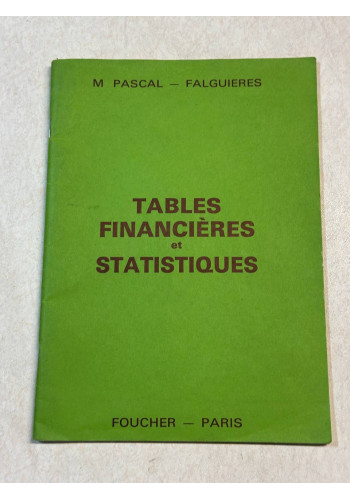 M PASCAL — FALGUIERES
TABLES
FINANCIÈRES
et
STATISTIQUES
FOUCHER — PARIS